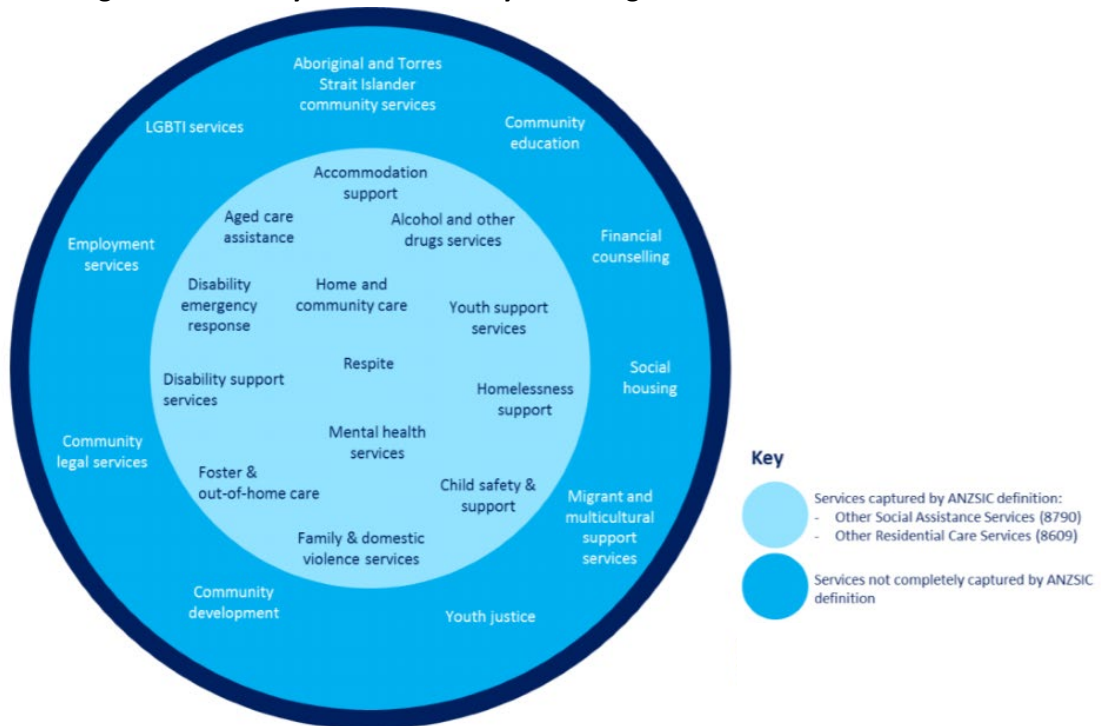 Aboriginal and Torres
Strait Islander
community services
LGBTI services
Community
education
Accommodation
support
Aged care
assistance
Alcohol and other
drugs services
Employment
services
Financial
counselling
Disability
emergency
response
Home and
community care
Youth support
services
Respite
Social
housing
Disability support
services
Homelessness
support
Mental health
services
Community
legal services
Foster &
out-of-home care
Child safety &
support
Migrant and
multicultural
support
services
Family & domestic
violence services
Community
development
Youth justice
Key
Services captured by ANZSIC definition:
- Other Social Assistance Services (8790)
- Other Residential Care Services (8609)
Services not completely captured by ANZSIC
definition